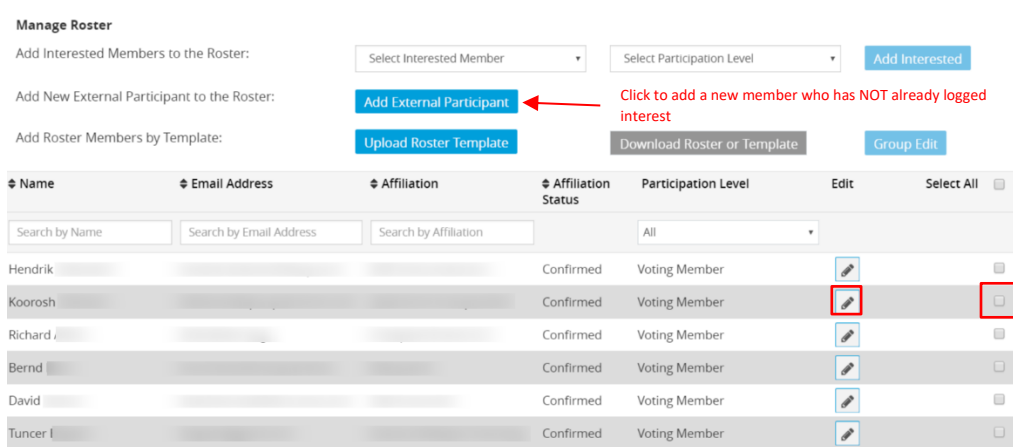 Manage Roster
Add Interested Members to the Roster:
Select Interested Member
Select Participation Level
Add Interested
Add New External Participant to the Roster:
Add External Participant
Click to add a new member who has NOT already logged
interest
Add Roster Members by Template:
Upload Roster Template
Download Roster or Template
Group Edit
Name
Email Address
Affiliation
Affiliation
Status
Participation Level
Edit
Select All
Search by Name
Search by Email Address
Search by Affiliation
All
Hendrik
Confirmed
Voting Member
Koorosh
Confirmed
Voting Member
Richard
Confirmed
Voting Member
Bernd
Confirmed
Voting Member
David
Confirmed
Voting Member
Tuncer
Confirmed
Voting Member